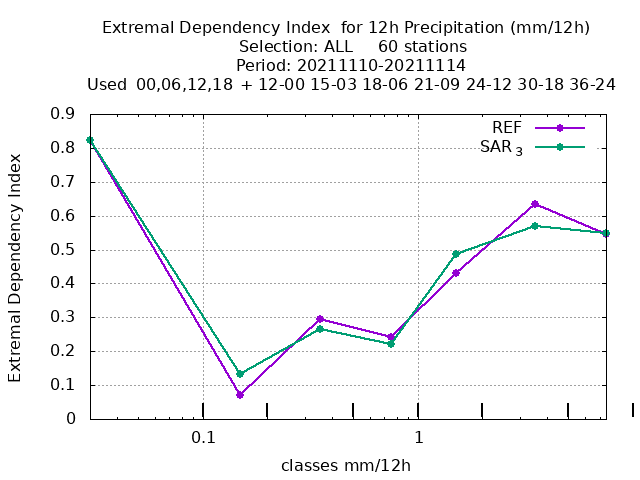 Extremal Dependency Index  for 12h Precipitation (mm/12h)
Selection: ALL     60 stations
Period: 20211110-20211114
Used  00,06,12,18  + 12-00 15-03 18-06 21-09 24-12 30-18 36-24
REF
SAR 3
0.9
0.8
0.7
0.6
0.5
0.4
0.3
0.2
0.1
0
Extremal Dependency Index
0.1 1
classes mm/12h